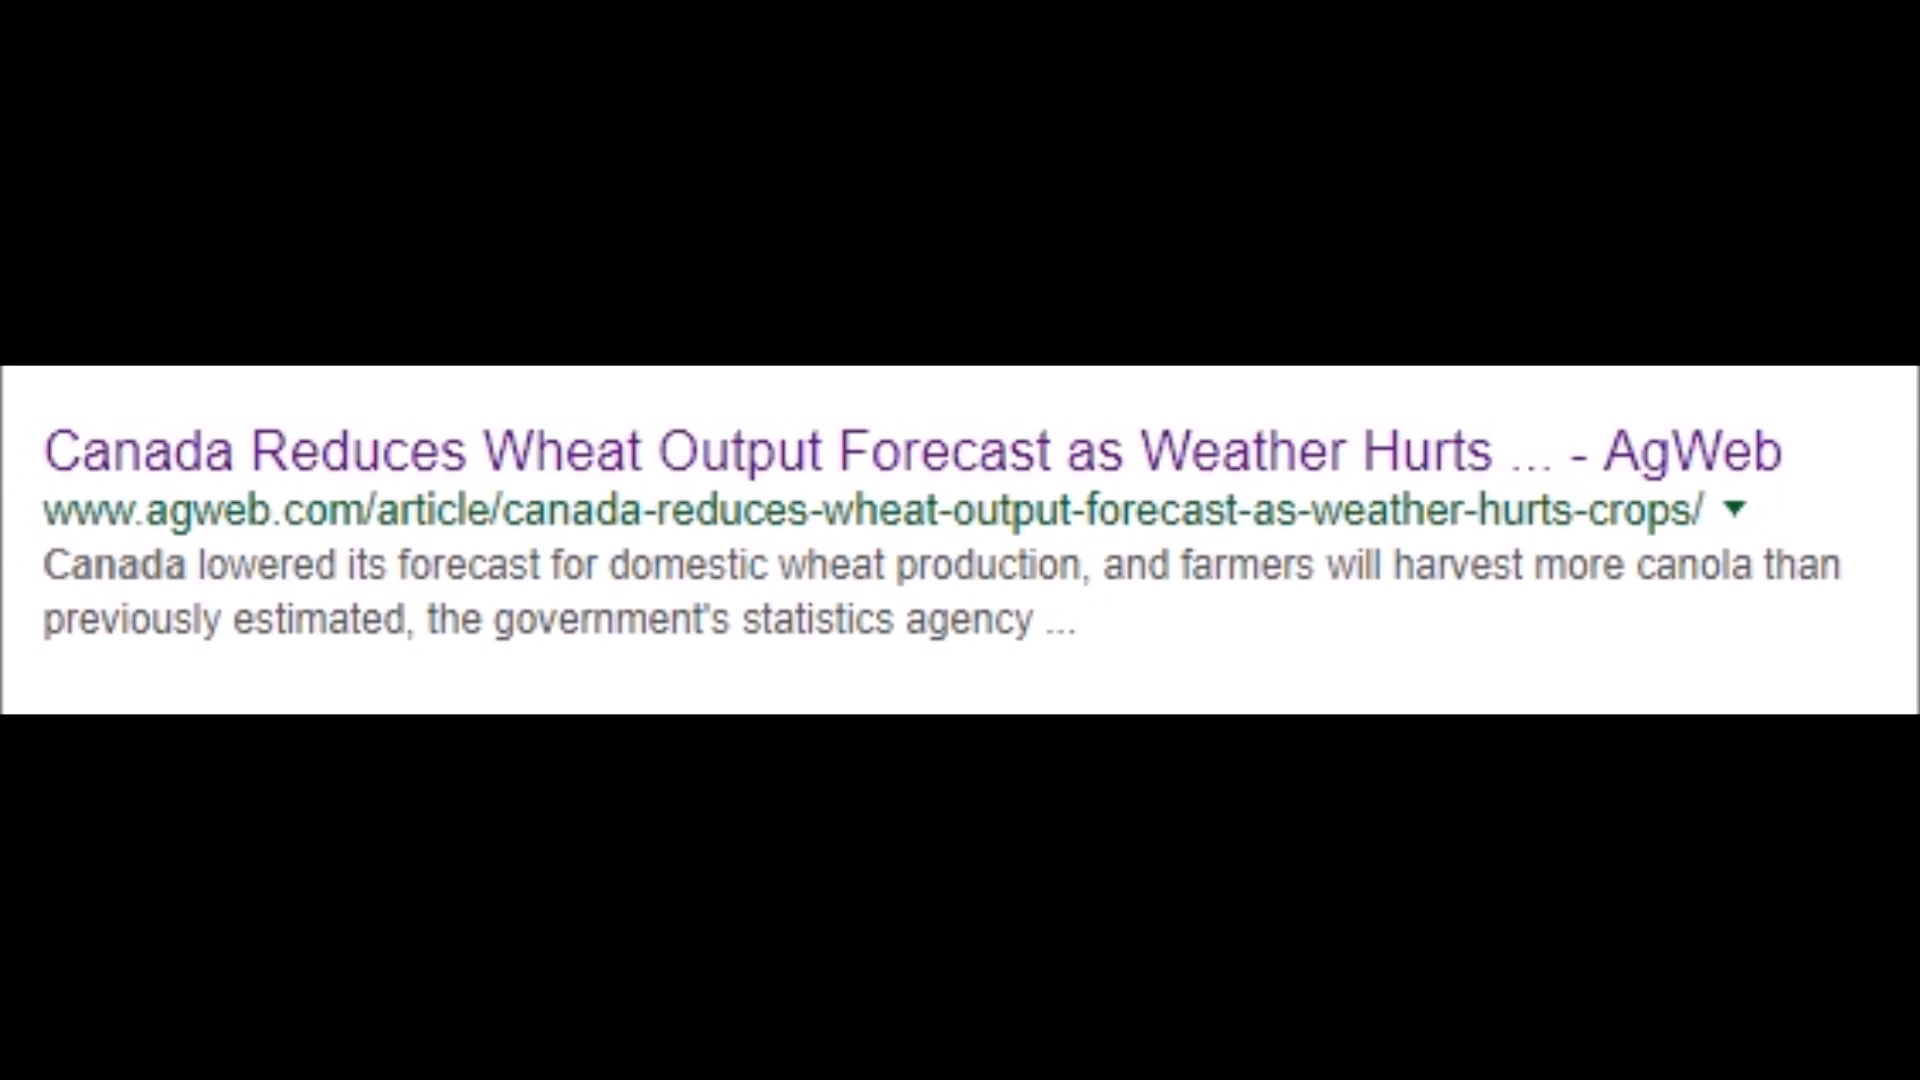 Canada Reduces Wheat Output Forecast as Weather Hurts ... - AgWeb
www.agweb.com/article/canada-reduces-wheat-output-forecast-as-weather-hurts-crops/
Canada lowered its forecast for domestic wheat production, and farmers will harvest more canola than
previously estimated, the government's statistics agency ...